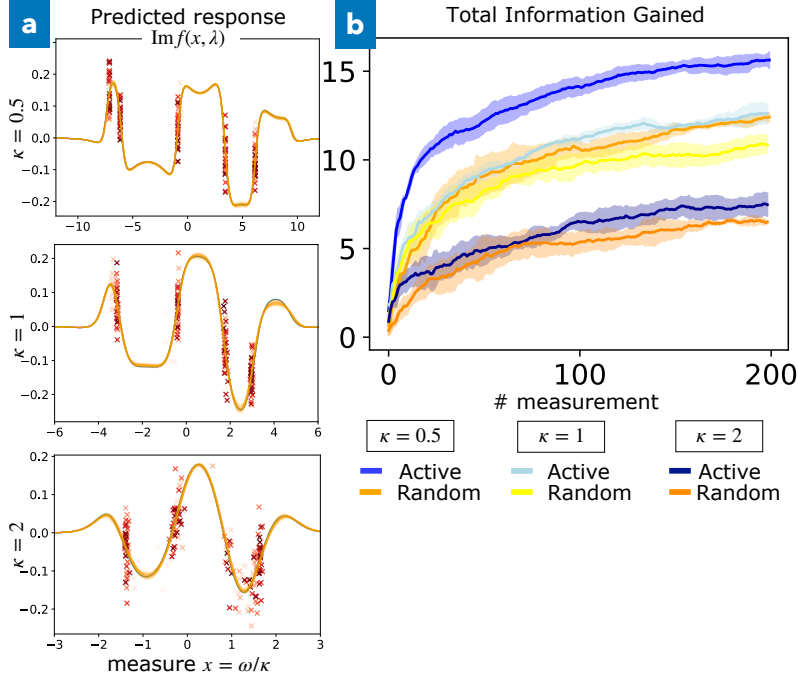 a
Predicted response
Im f(x, λ)
κ = 0.5
0.2
0.1
0.0
−0.1
−0.2
−10
−5
0
5
10
κ = 1
0.2
0.1
0.0
−0.1
−0.2
−6
−4
−2
0
2
4
6
κ = 2
0.2
0.1
0.0
−0.1
−0.2
−3
−2
−1
0
1
2
3
measure x = ω/κ
b
Total Information Gained
15
10
5
0
0
100
200
# measurement
κ = 0.5
κ = 1
κ = 2
Active
Active
Active
Random
Random
Random